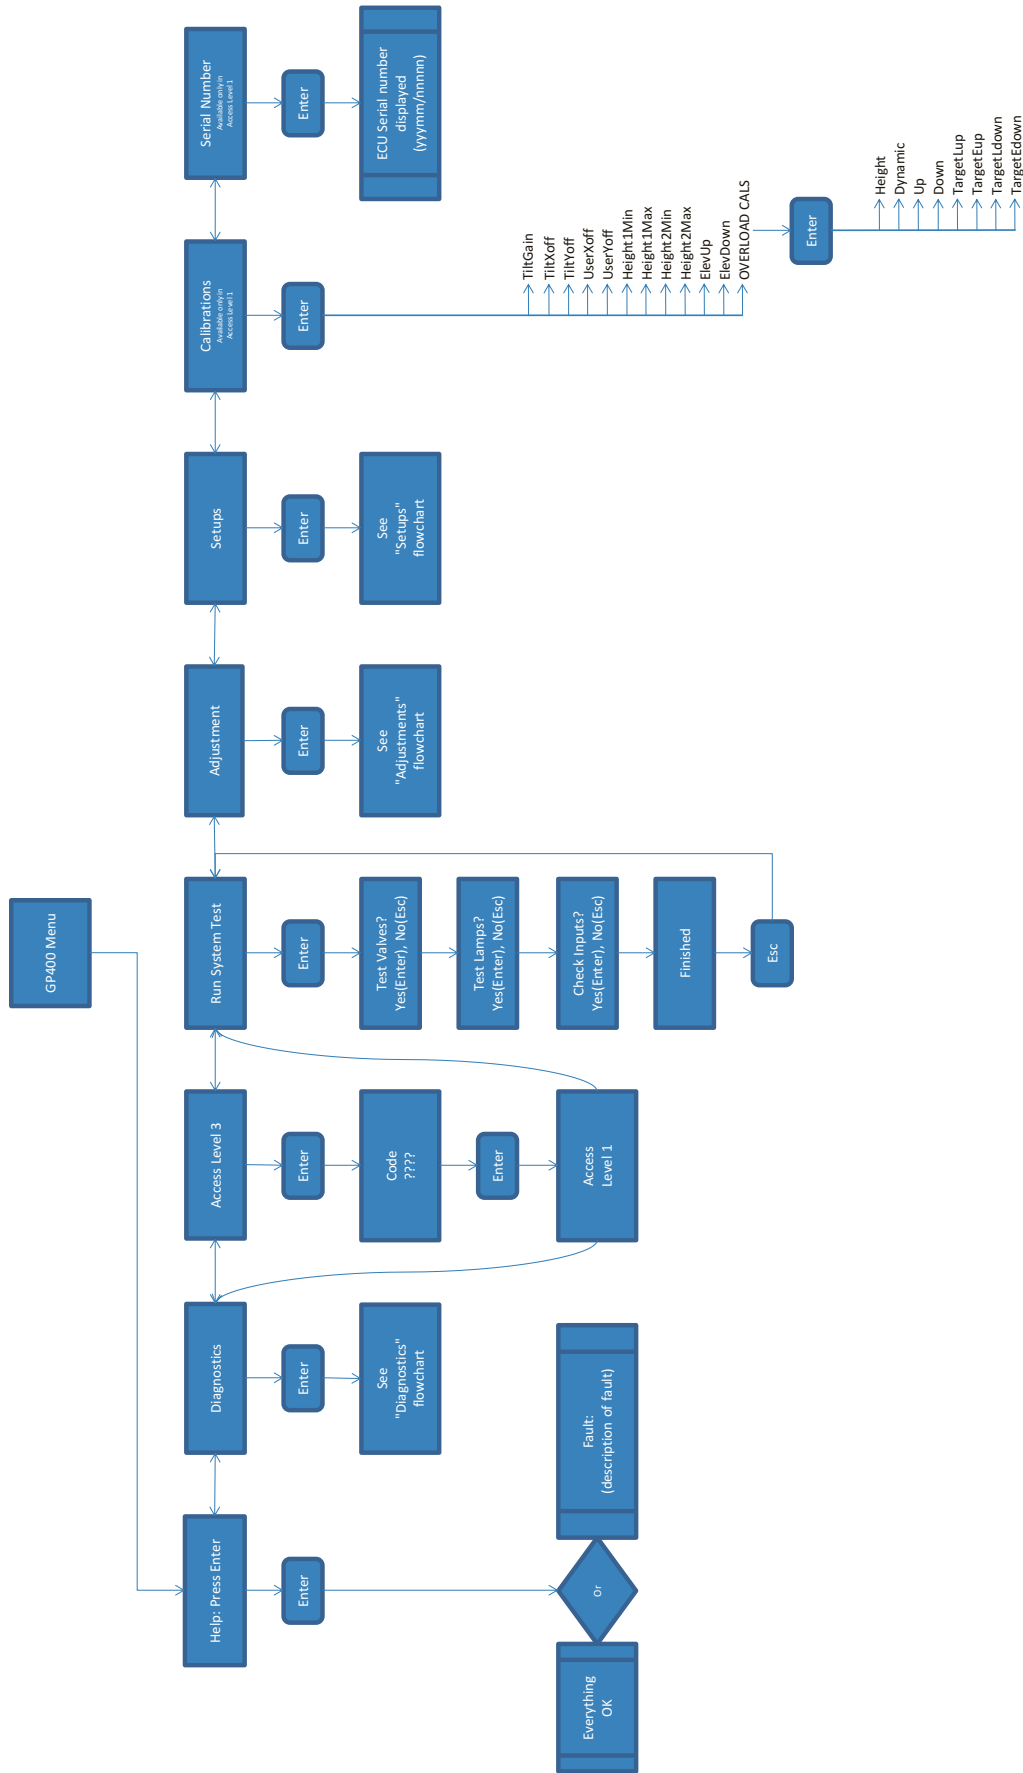 GP400 Menu
Help: Press Enter
Enter
Everything
OK
Or
Fault:
(description of fault)
Diagnostics
Enter
See
"Diagnostics"
flowchart
Access Level 3
Enter
Code
????
Enter
Access
Level 1
Run System Test
Enter
Test Valves?
Yes(Enter), No(Esc)
Test Lamps?
Yes(Enter), No(Esc)
Check Inputs?
Yes(Enter), No(Esc)
Finished
Esc
Adjustment
Enter
See
"Adjustments"
flowchart
Setups
Enter
See
"Setups"
flowchart
Calibrations
Available only in
Access Level 1
Enter
TiltGain
TiltXoff
TiltYoff
UserXoff
UserYoff
Height1Min
Height1Max
Height2Min
Height2Max
ElevUp
ElevDown
OVERLOAD CALS
Enter
Height
Dynamic
Up
Down
TargetLup
TargetEup
TargetLdown
TargetEdown
Serial Number
Available only in
Access Level 1
Enter
ECU Serial number
displayed
(yyymm/nnnnn)